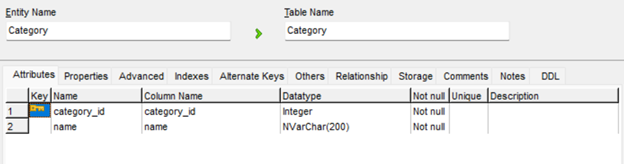 Entity Name Table Name
Category Category
Attributes Properties Advanced Indexes Alternate Keys Others Relationship Storage Comments Notes DDL
Key Name Column Name Datatype Not null Unique Description
1 category_id category_id Integer Not null
2 name name NVarChar(200) Not null